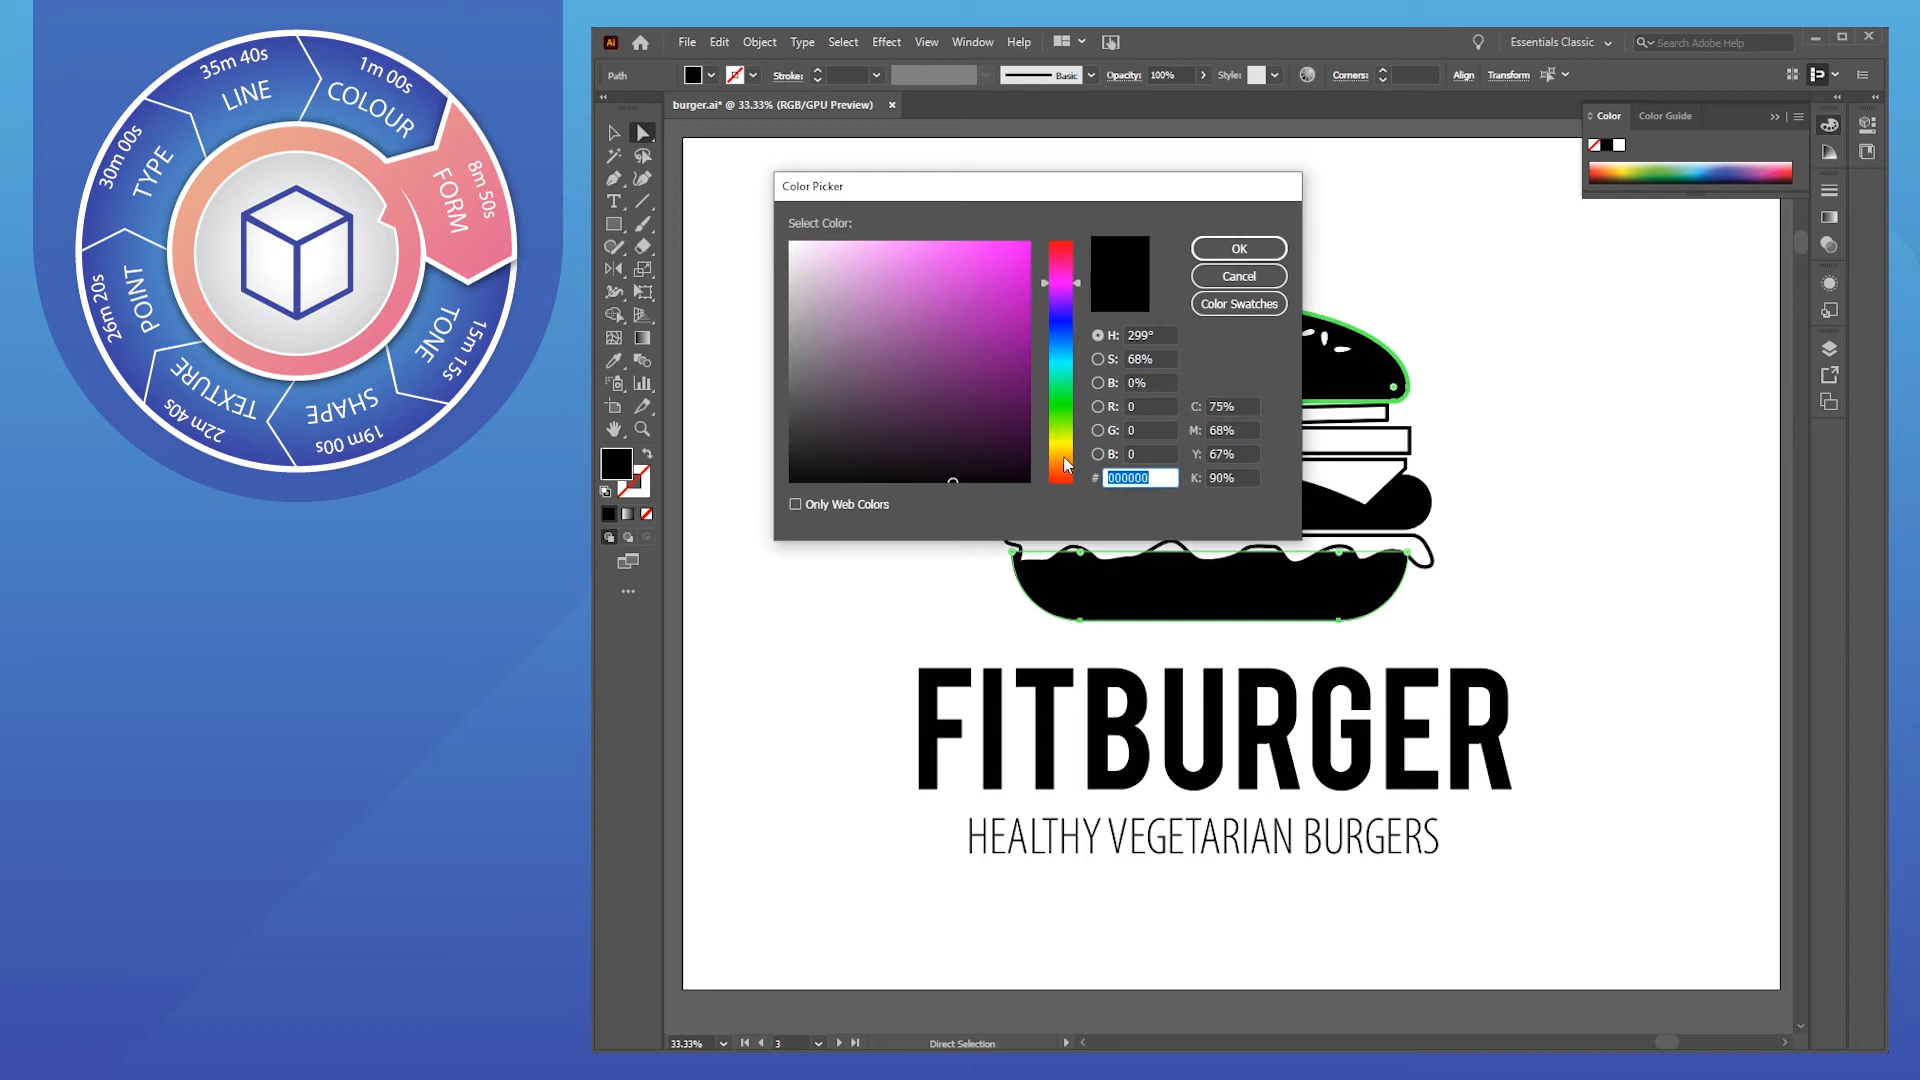 35m 40s
LINE
1m 00s
COLOUR
8m 50s
FORM
15m 15s
TONE
19m 00s
SHAPE
22m 40s
TEXTURE
26m 20s
POINT
30m 00s
TYPE
Ai File Edit Object Type Select Effect View Window Help Essentials Classic Search Adobe Help
Path Stroke: Basic Opacity: 100% Style: Corners: Align Transform
burger.ai* @ 33.33% (RGB/GPU Preview)
Color Color Guide
Color Picker
Select Color:
OK
Cancel
Color Swatches
H: 299°
S: 68%
B: 0%
R: 0 C: 75%
G: 0 M: 68%
B: 0 Y: 67%
# 000000 K: 90%
Only Web Colors
FITBURGER
HEALTHY VEGETARIAN BURGERS
33.33% 3 Direct Selection